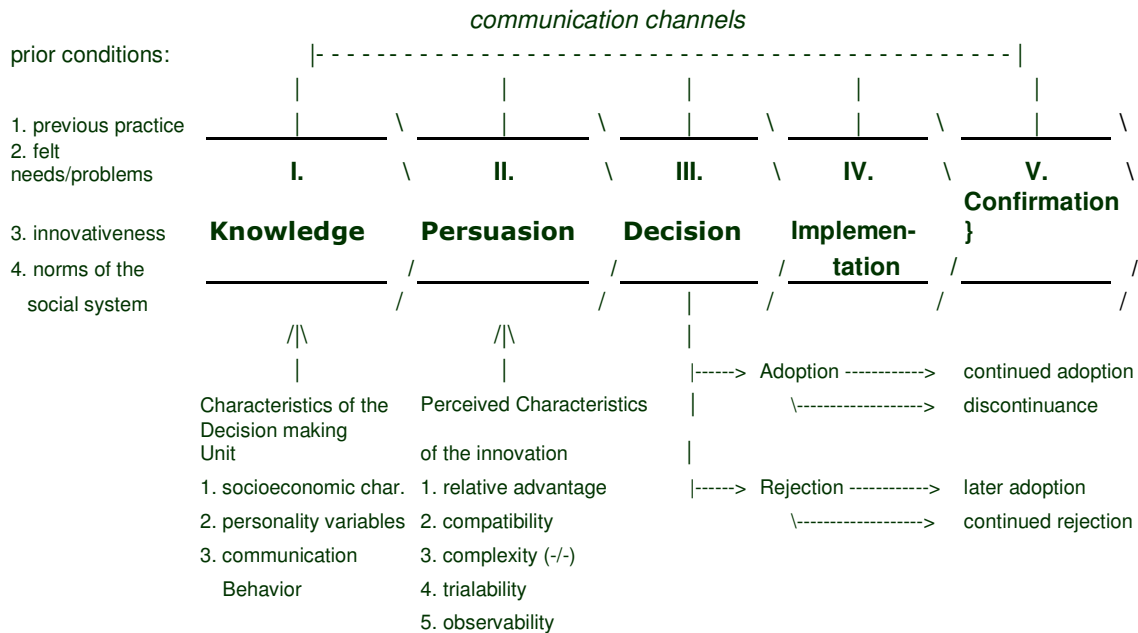 communication channels
prior conditions: |- - - - - - - - - - - - - - - - - - - - - - - - - - - - - - - - - - - - - - - - - - - - - - - - - - - - - - - - |
| | | | |
1. previous practice | \ | \ | \ | \ | \
2. felt
needs/problems I. \ II. \ III. \ IV. \ V. \
3. innovativeness Knowledge Persuasion Decision Implemen- Confirmation }
4. norms of the / / / tation / /
social system / / | / / /
/|\ /|\ |
| | |------> Adoption ------------> continued adoption
Characteristics of the Perceived Characteristics | \-------------------> discontinuance
Decision making
Unit of the innovation |
1. socioeconomic char. 1. relative advantage |------> Rejection ------------> later adoption
2. personality variables 2. compatibility \-------------------> continued rejection
3. communication 3. complexity (-/-)
Behavior 4. trialability
5. observability